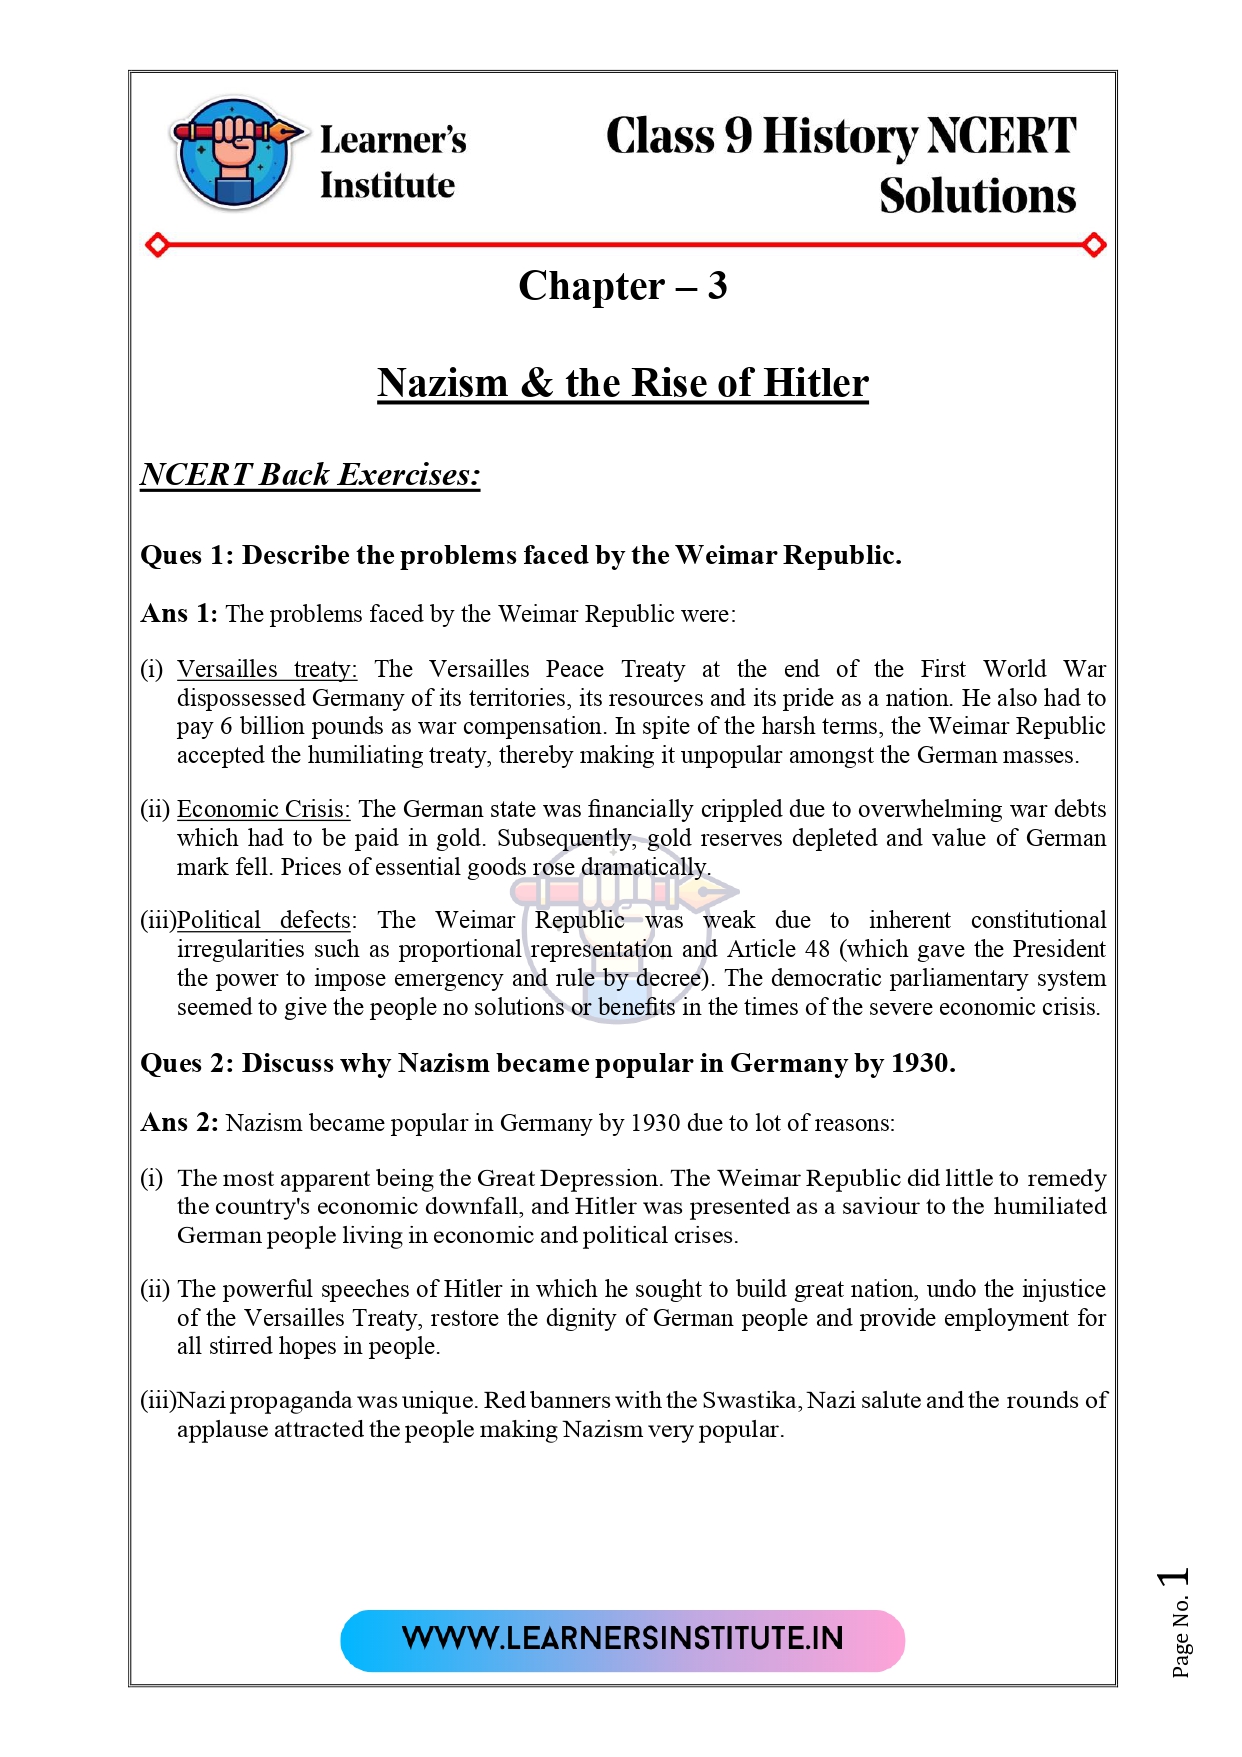 Learner's
Institute
Class 9 History NCERT
Solutions
Chapter – 3
Nazism & the Rise of Hitler
NCERT Back Exercises:
Ques 1: Describe the problems faced by the Weimar Republic.
Ans 1: The problems faced by the Weimar Republic were:
(i) Versailles treaty: The Versailles Peace Treaty at the end of the First World War
dispossessed Germany of its territories, its resources and its pride as a nation. He also had to
pay 6 billion pounds as war compensation. In spite of the harsh terms, the Weimar Republic
accepted the humiliating treaty, thereby making it unpopular amongst the German masses.
(ii) Economic Crisis: The German state was financially crippled due to overwhelming war debts
which had to be paid in gold. Subsequently, gold reserves depleted and value of German
mark fell. Prices of essential goods rose dramatically.
(iii)Political defects: The Weimar Republic was weak due to inherent constitutional
irregularities such as proportional representation and Article 48 (which gave the President
the power to impose emergency and rule by decree). The democratic parliamentary system
seemed to give the people no solutions or benefits in the times of the severe economic crisis.
Ques 2: Discuss why Nazism became popular in Germany by 1930.
Ans 2: Nazism became popular in Germany by 1930 due to lot of reasons:
(i) The most apparent being the Great Depression. The Weimar Republic did little to remedy
the country's economic downfall, and Hitler was presented as a saviour to the humiliated
German people living in economic and political crises.
(ii) The powerful speeches of Hitler in which he sought to build great nation, undo the injustice
of the Versailles Treaty, restore the dignity of German people and provide employment for
all stirred hopes in people.
(iii)Nazi propaganda was unique. Red banners with the Swastika, Nazi salute and the rounds of
applause attracted the people making Nazism very popular.
WWW.LEARNERSINSTITUTE.IN
Page No. 1